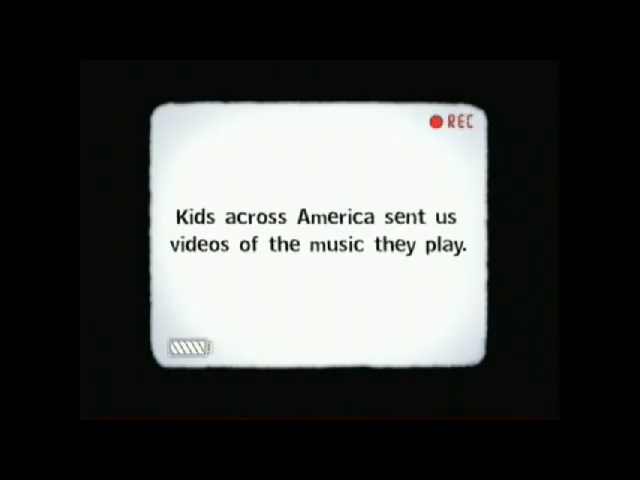 REC
Kids across America sent us
videos of the music they play.